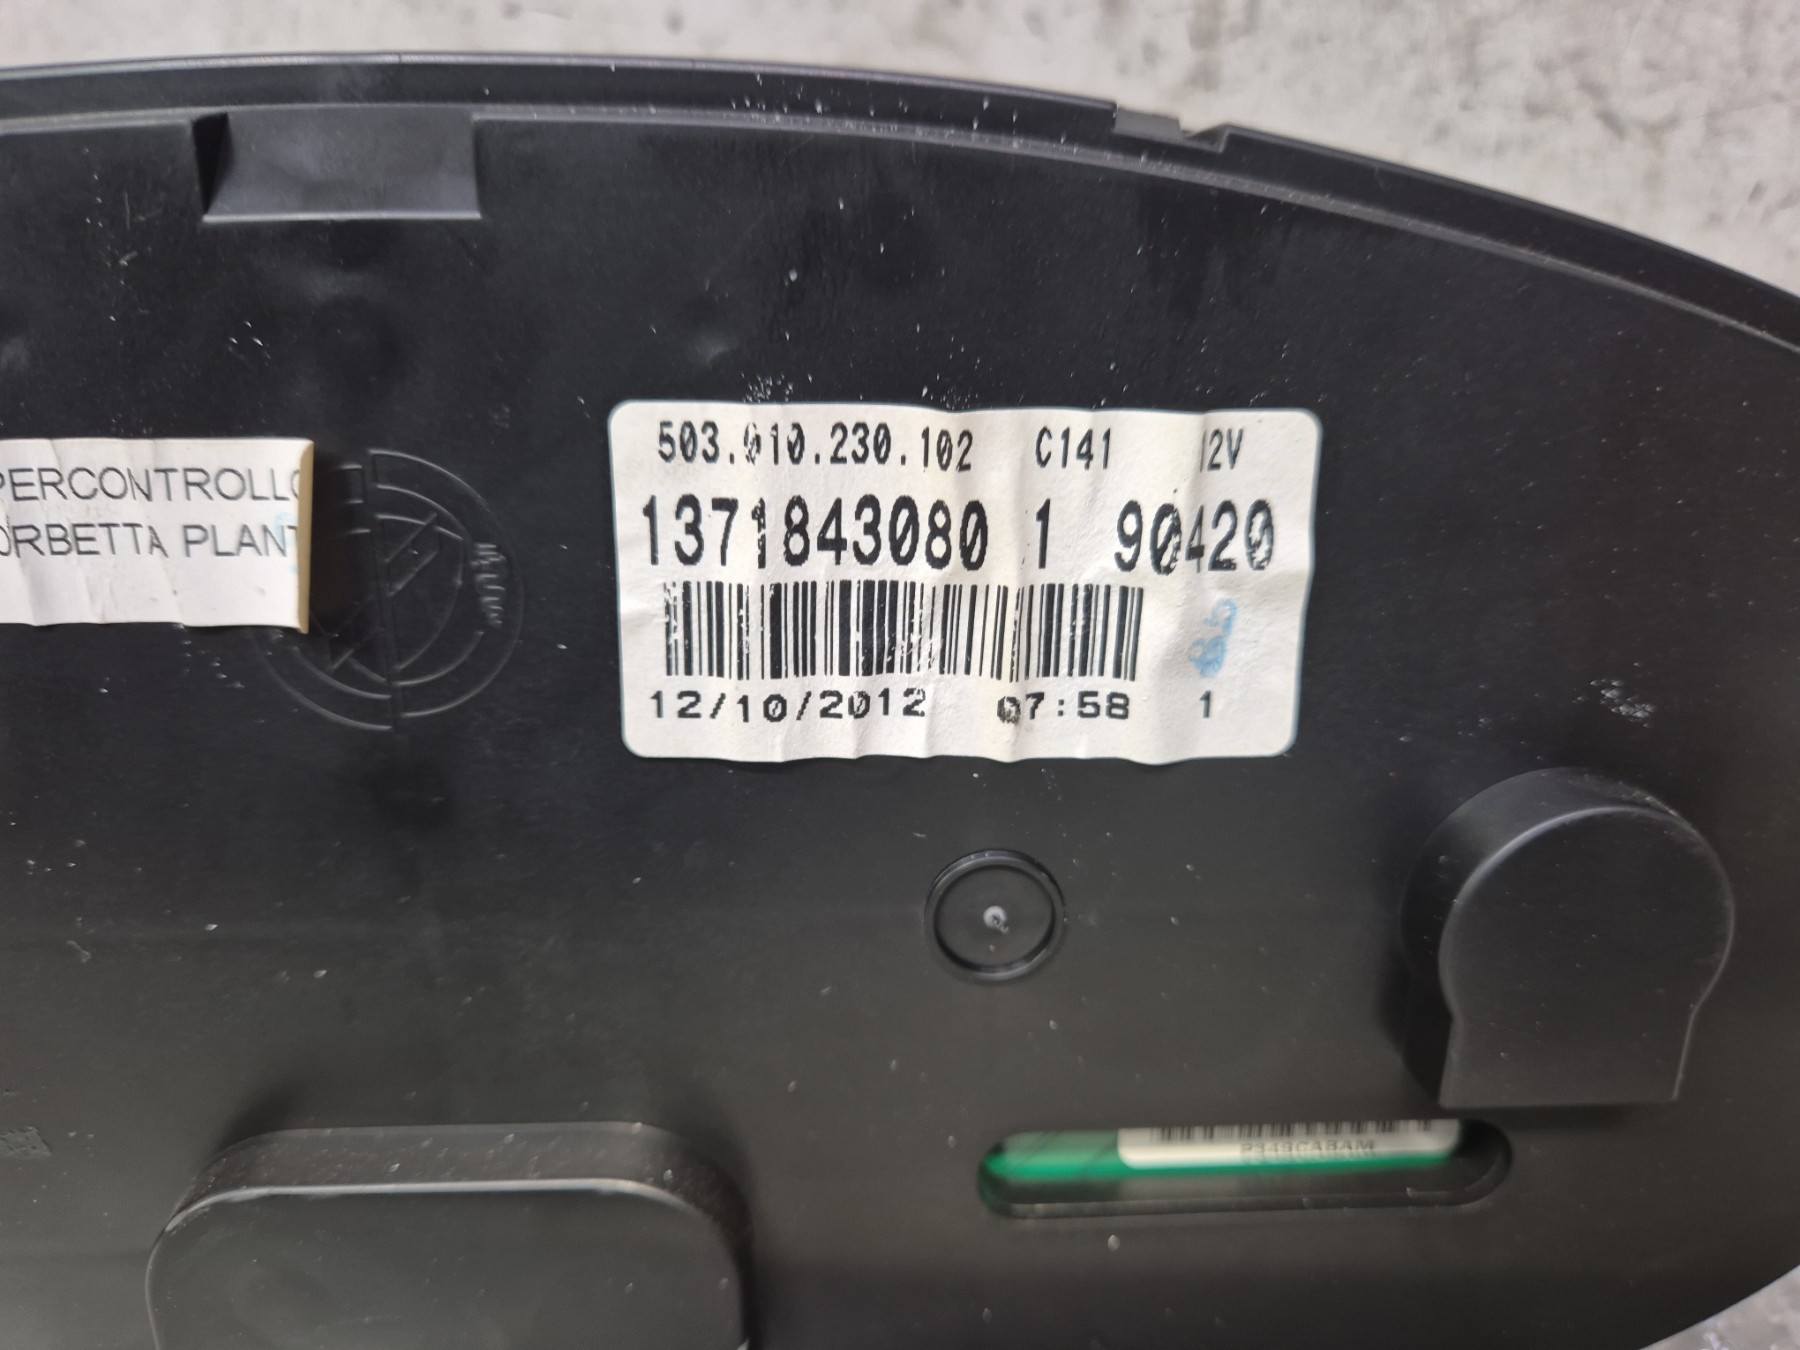 503.010.230.102 C141 12V
1371843080 1 90420
12/10/2012 07:58 1
PERCONTROLLO
ORBETTA PLANT